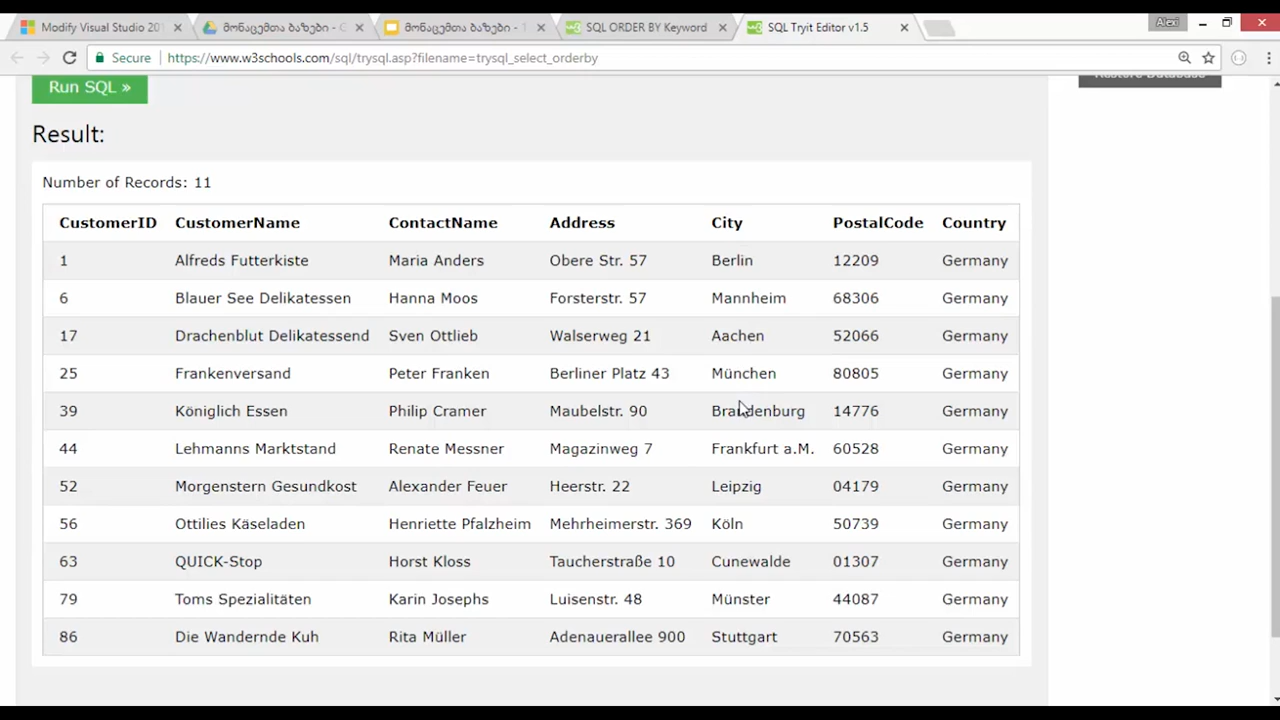 Modify Visual Studio 201
მონაცემთა ბაზები - G
მონაცემთა ბაზები - 1
SQL ORDER BY Keyword
SQL Tryit Editor v1.5
Alexi
Secure https://www.w3schools.com/sql/trysql.asp?filename=trysql_select_orderby
Run SQL »
Restore Database
Result:
Number of Records: 11
CustomerID CustomerName ContactName Address City PostalCode Country
1 Alfreds Futterkiste Maria Anders Obere Str. 57 Berlin 12209 Germany
6 Blauer See Delikatessen Hanna Moos Forsterstr. 57 Mannheim 68306 Germany
17 Drachenblut Delikatessend Sven Ottlieb Walserweg 21 Aachen 52066 Germany
25 Frankenversand Peter Franken Berliner Platz 43 München 80805 Germany
39 Königlich Essen Philip Cramer Maubelstr. 90 Brandenburg 14776 Germany
44 Lehmanns Marktstand Renate Messner Magazinweg 7 Frankfurt a.M. 60528 Germany
52 Morgenstern Gesundkost Alexander Feuer Heerstr. 22 Leipzig 04179 Germany
56 Ottilies Käseladen Henriette Pfalzheim Mehrheimerstr. 369 Köln 50739 Germany
63 QUICK-Stop Horst Kloss Taucherstraße 10 Cunewalde 01307 Germany
79 Toms Spezialitäten Karin Josephs Luisenstr. 48 Münster 44087 Germany
86 Die Wandernde Kuh Rita Müller Adenauerallee 900 Stuttgart 70563 Germany